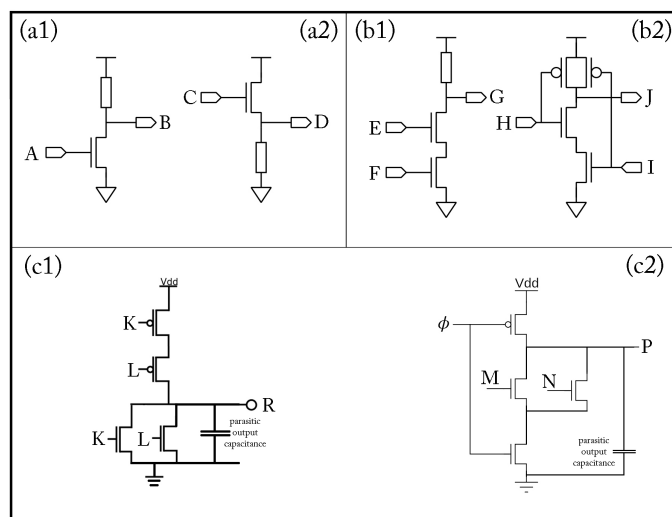 (a1)
(a2)
(b1)
(b2)
C
B
D
A
G
E
F
H
J
I
(c1)
(c2)
Vdd
K
L
R
K
L
parasitic
output
capacitance
Vdd
ϕ
P
M
N
parasitic
output
capacitance